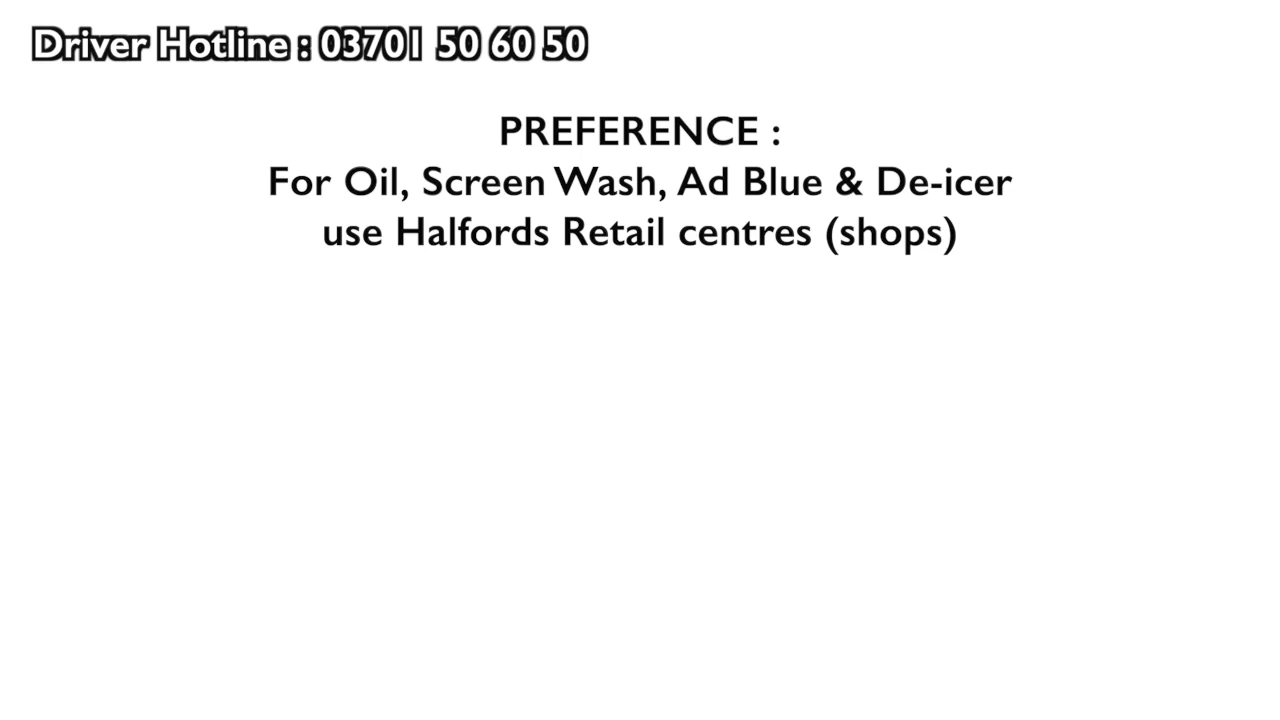 Driver Hotline : 03701 50 60 50
PREFERENCE :
For Oil, Screen Wash, Ad Blue & De-icer
use Halfords Retail centres (shops)